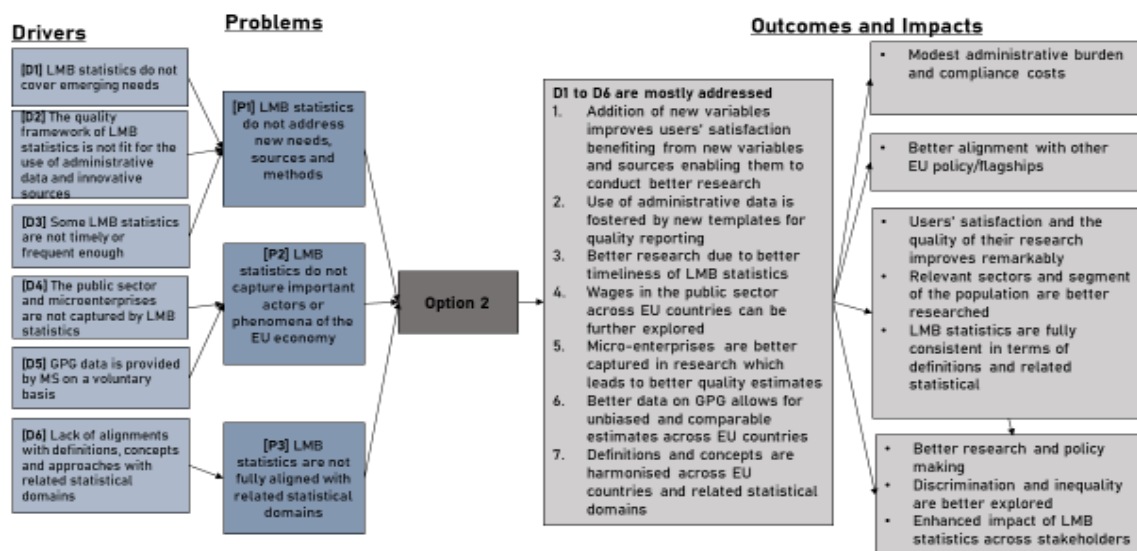 Drivers
[D1] LMB statistics do not
cover emerging needs
[D2] The quality
framework of LMB
statistics is not fit for the
use of administrative
data and innovative
sources
[D3] Some LMB statistics
are not timely or
frequent enough
[D4] The public sector
and microenterprises
are not captured by LMB
statistics
[D5] GPG data is provided
by MS on a voluntary
basis
[D6] Lack of alignments
with definitions, concepts
and approaches with
related statistical
domains
Problems
[P1] LMB statistics
do not address
new needs,
sources and
methods
[P2] LMB
statistics do not
capture important
actors or
phenomena of the
EU economy
[P3] LMB
statistics are not
fully aligned with
related statistical
domains
Option 2
Outcomes and Impacts
D1 to D6 are mostly addressed
1. Addition of new variables
improves users' satisfaction
benefiting from new variables
and sources enabling them to
conduct better research
2. Use of administrative data is
fostered by new templates for
quality reporting
3. Better research due to better
timeliness of LMB statistics
4. Wages in the public sector
across EU countries can be
further explored
5. Micro-enterprises are better
captured in research which
leads to better quality estimates
6. Better data on GPG allows for
unbiased and comparable
estimates across EU countries
7. Definitions and concepts are
harmonised across EU
countries and related statistical
domains
• Modest administrative burden
and compliance costs
• Better alignment with other
EU policy/flagships
• Users' satisfaction and the
quality of their research
improves remarkably
• Relevant sectors and segment
of the population are better
researched
• LMB statistics are fully
consistent in terms of
definitions and related
statistical
• Better research and policy
making
• Discrimination and inequality
are better explored
• Enhanced impact of LMB
statistics across stakeholders